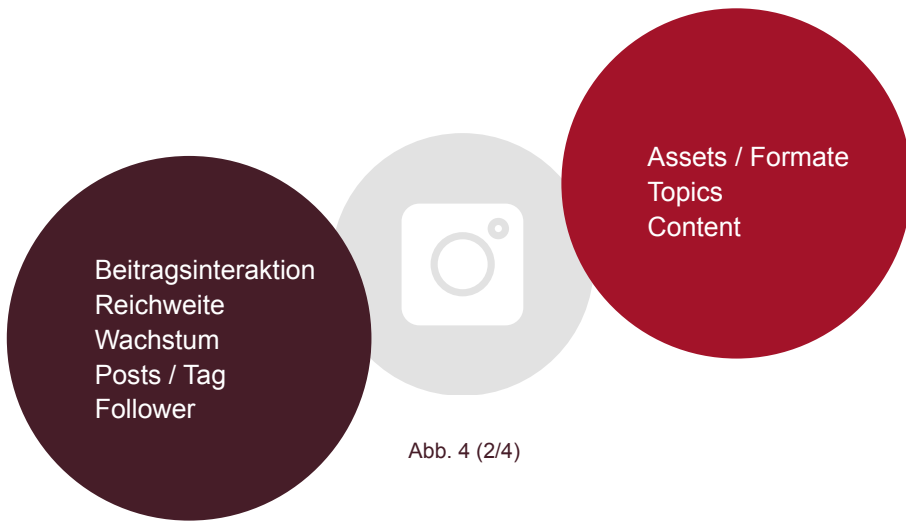 Beitragsinteraktion
Reichweite
Wachstum
Posts / Tag
Follower
Assets / Formate
Topics
Content
Abb. 4 (2/4)